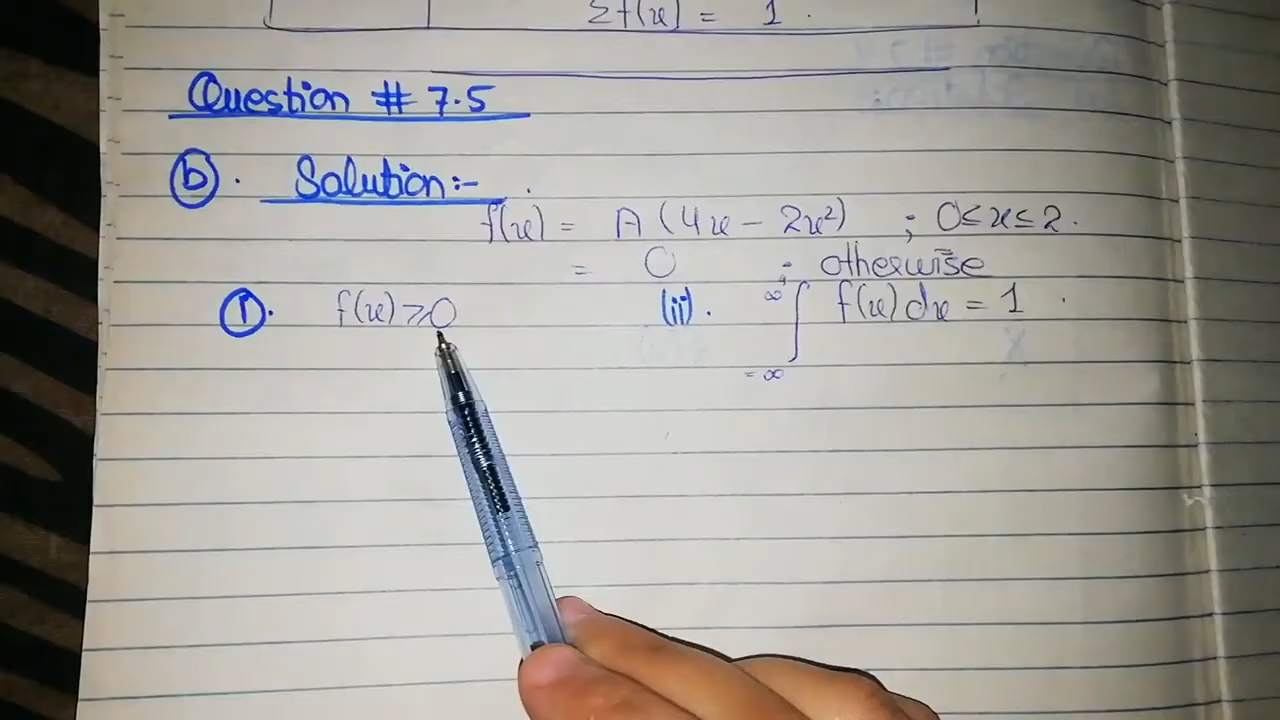 Σf(x) = 1.
Question # 7.5
(b). Solution:-
f(x) = A(4x - 2x²) ; 0≤x≤2.
= 0 ; otherwise
(i). f(x) ≥ 0 (ii). ∞ ∫ -∞ f(x)dx = 1.